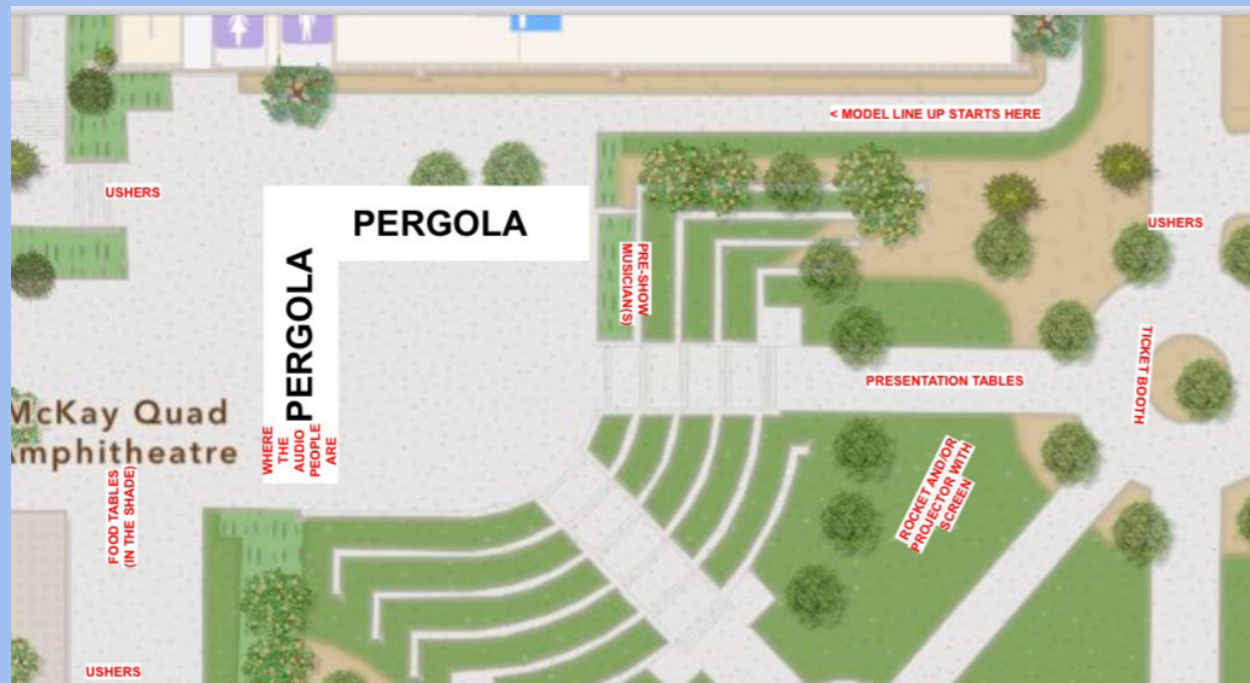 < MODEL LINE UP STARTS HERE
USHERS
PERGOLA
USHERS
PRE-SHOW
MUSICIAN(S)
PERGOLA
TICKET BOOTH
PRESENTATION TABLES
McKay Quad
Amphitheatre
WHERE
THE
AUDIO
PEOPLE
ARE
FOOD TABLES
(IN THE SHADE)
ROCKET AND/OR
PROJECTOR WITH
SCREEN
USHERS